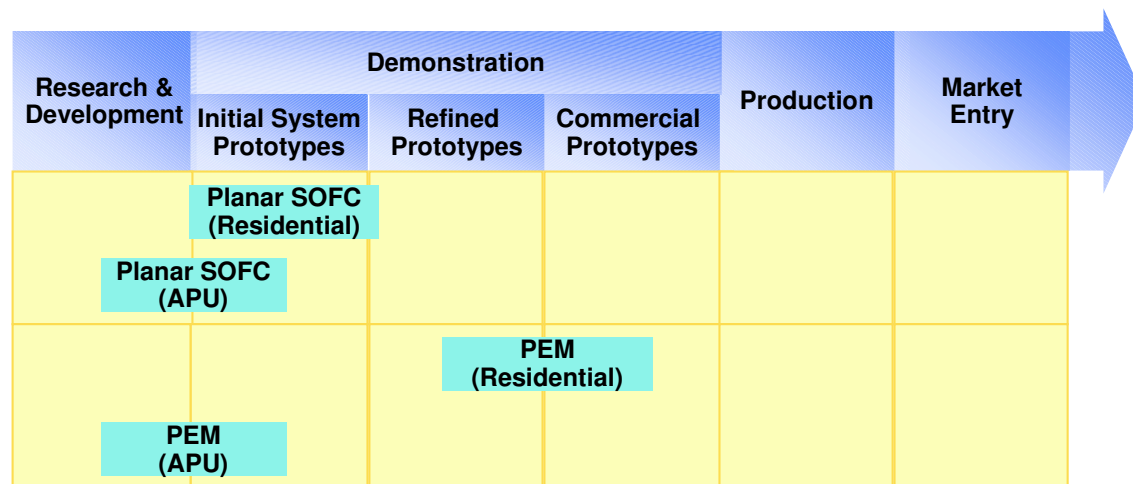 Research &
Development
Demonstration
Initial System
Prototypes
Refined
Prototypes
Commercial
Prototypes
Production
Market
Entry
Planar SOFC
(Residential)
Planar SOFC
(APU)
PEM
(Residential)
PEM
(APU)